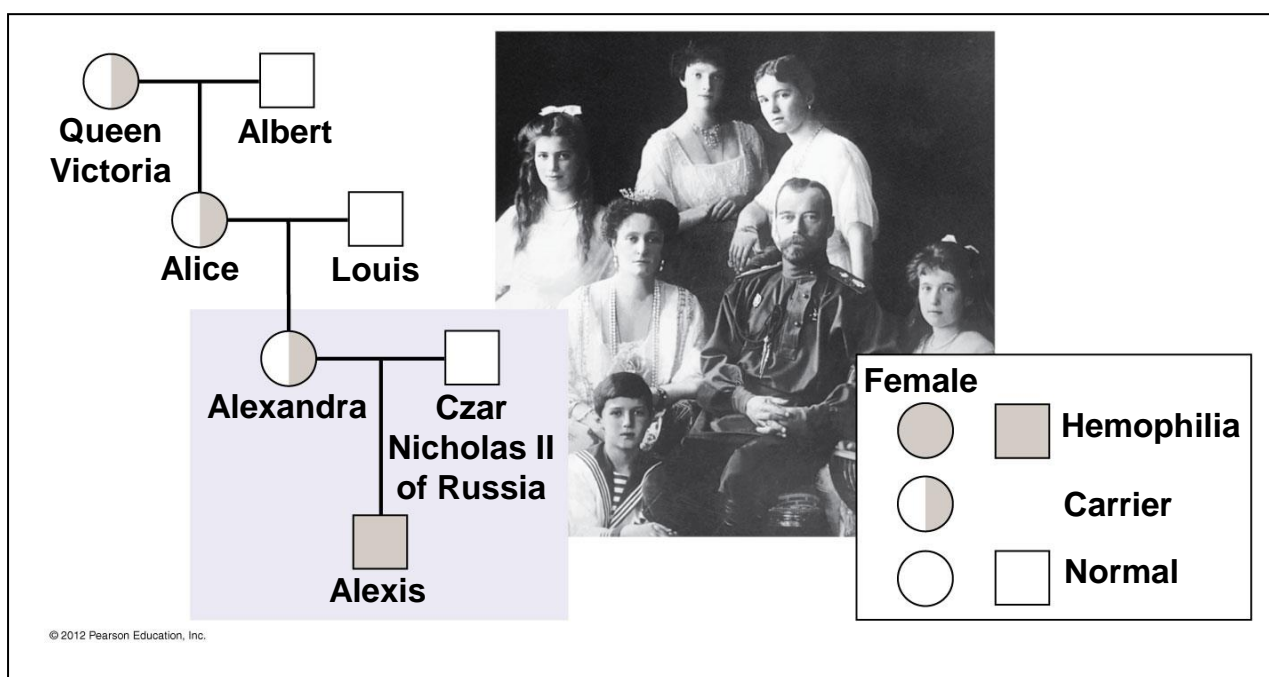 Queen
Victoria
Albert
Alice
Louis
Alexandra
Czar
Nicholas II
of Russia
Alexis
Female
Hemophilia
Carrier
Normal
© 2012 Pearson Education, Inc.